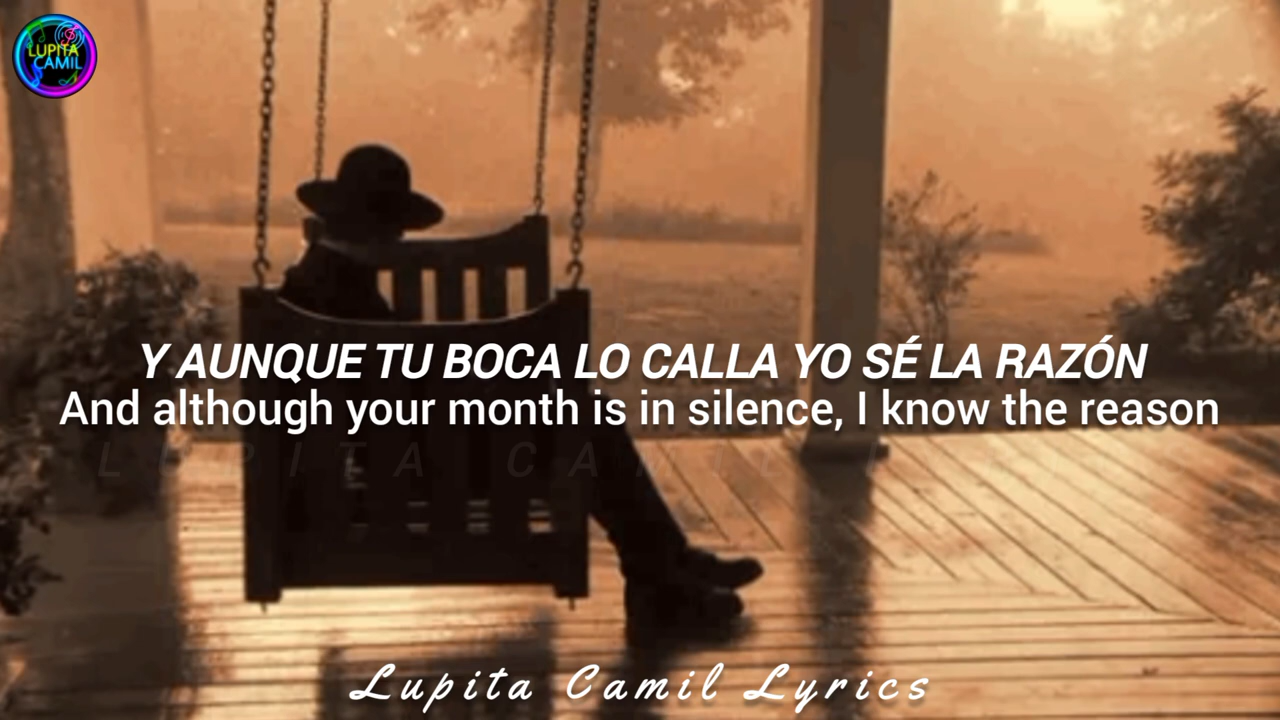 LUPITA
CAMIL
Y AUNQUE TU BOCA LO CALLA YO SÉ LA RAZÓN
And although your month is in silence, I know the reason
LUPITA CAMIL
Lupita Camil Lyrics